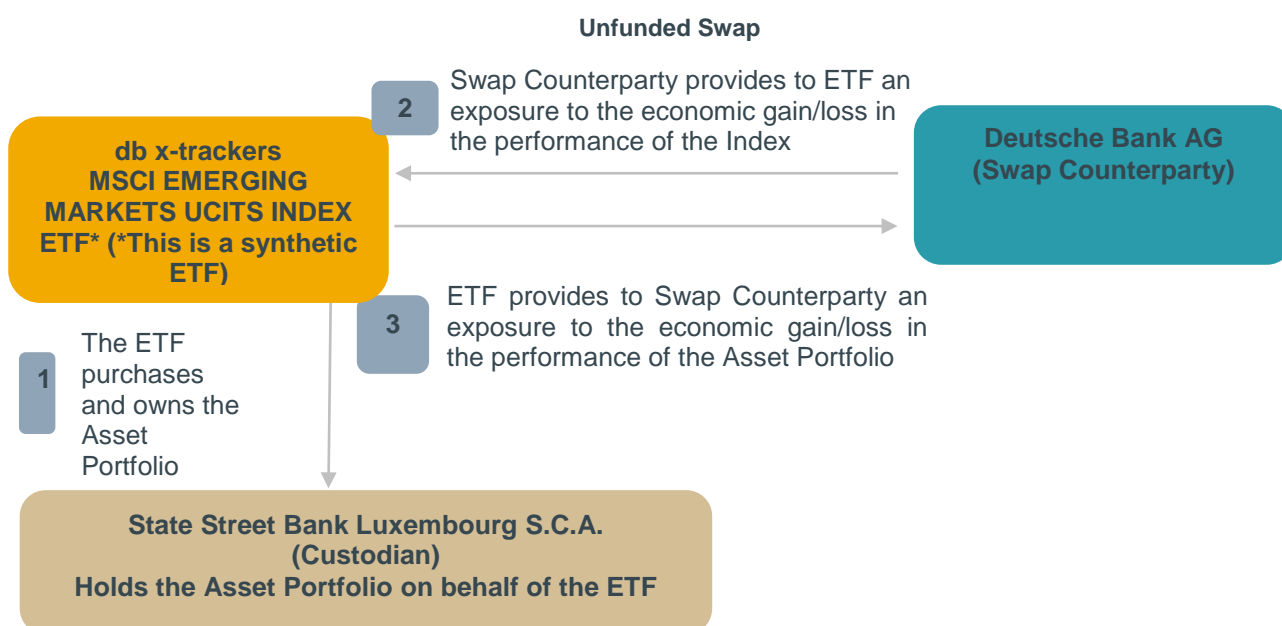 Unfunded Swap
2
Swap Counterparty provides to ETF an
exposure to the economic gain/loss in
the performance of the Index
db x-trackers
MSCI EMERGING
MARKETS UCITS INDEX
ETF* (*This is a synthetic
ETF)
Deutsche Bank AG
(Swap Counterparty)
3
ETF provides to Swap Counterparty an
exposure to the economic gain/loss in
the performance of the Asset Portfolio
1
The ETF
purchases
and owns the
Asset
Portfolio
State Street Bank Luxembourg S.C.A.
(Custodian)
Holds the Asset Portfolio on behalf of the ETF